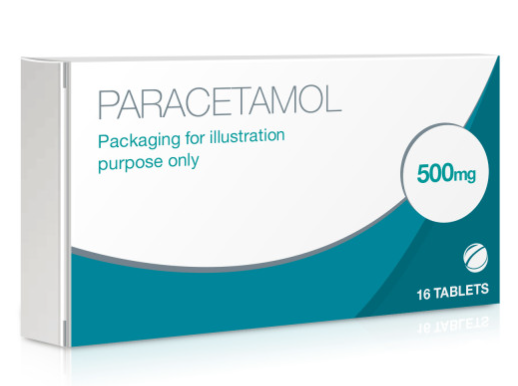 PARACETAMOL
Packaging for illustration
purpose only
500mg
16 TABLETS